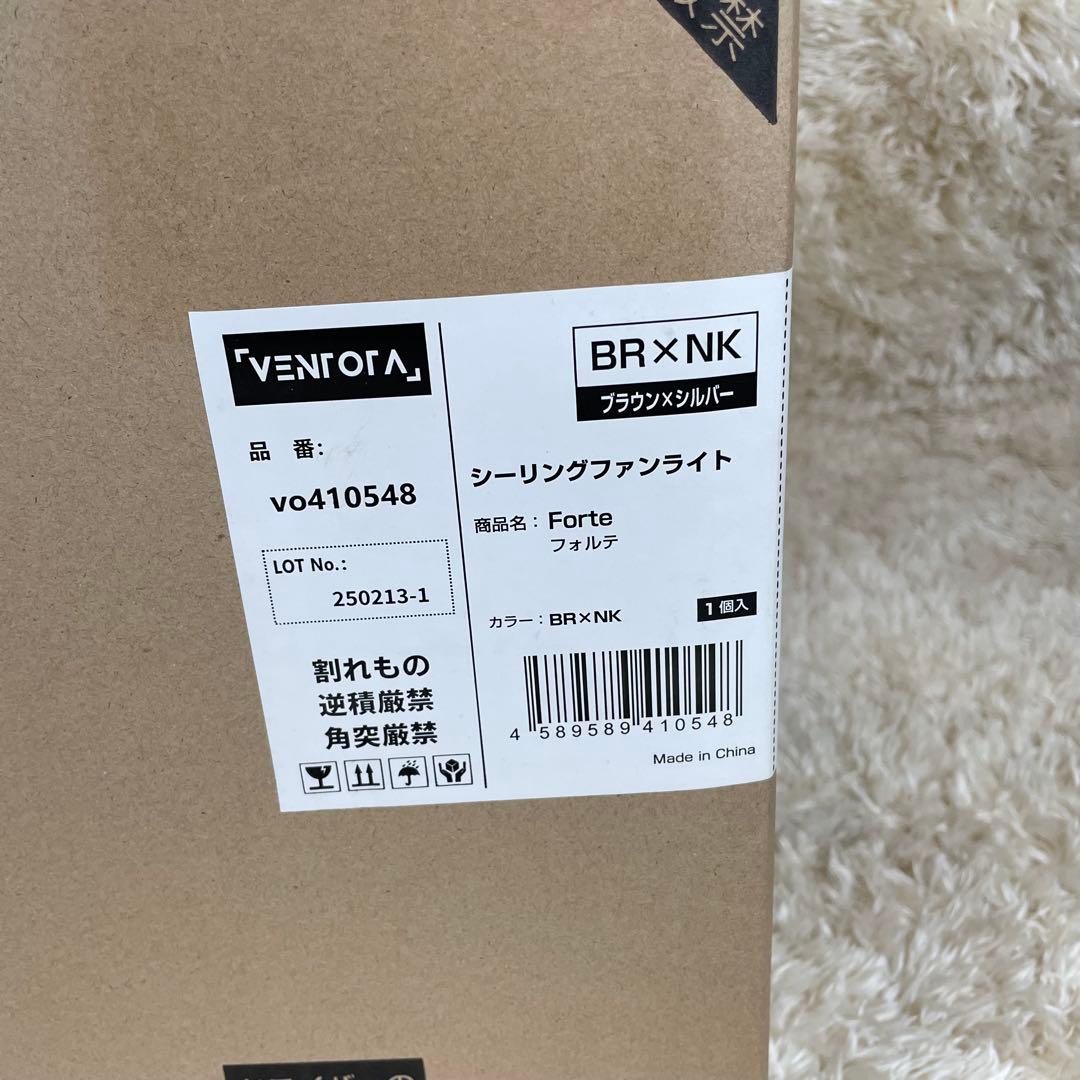 禁
「VENTOTA」
品 番:
vo410548
LOT No.:
250213-1
割れもの
逆積厳禁
角突厳禁
BR×NK
ブラウン×シルバー
シーリングファンライト
商品名：Forte
フォルテ
カラー：BR×NK
1個入
4 589589 410548
Made in China